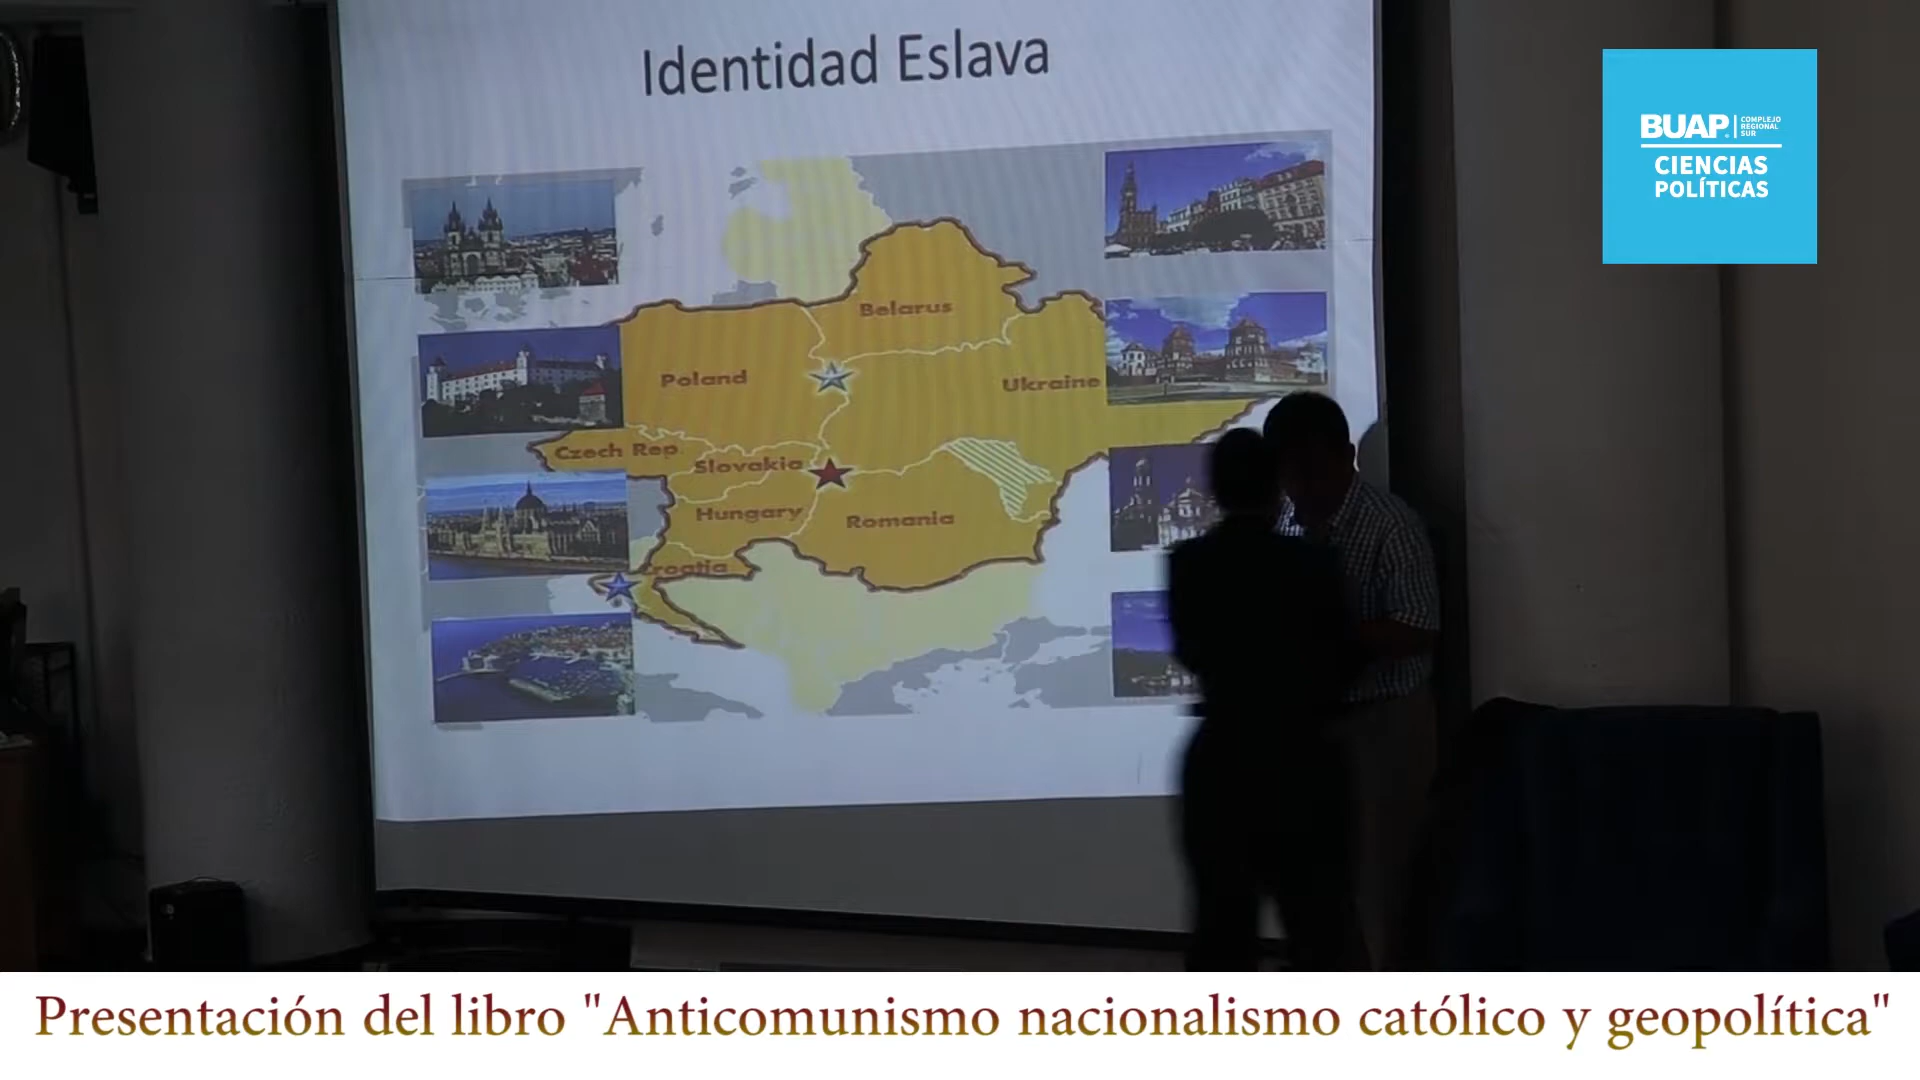 Identidad Eslava
BUAP
COMPLEJO
REGIONAL
SUR
CIENCIAS
POLÍTICAS
Belarus
Poland
Ukraine
Czech Rep.
Slovakia
Hungary
Romania
Croatia
Presentación del libro "Anticomunismo nacionalismo católico y geopolítica"